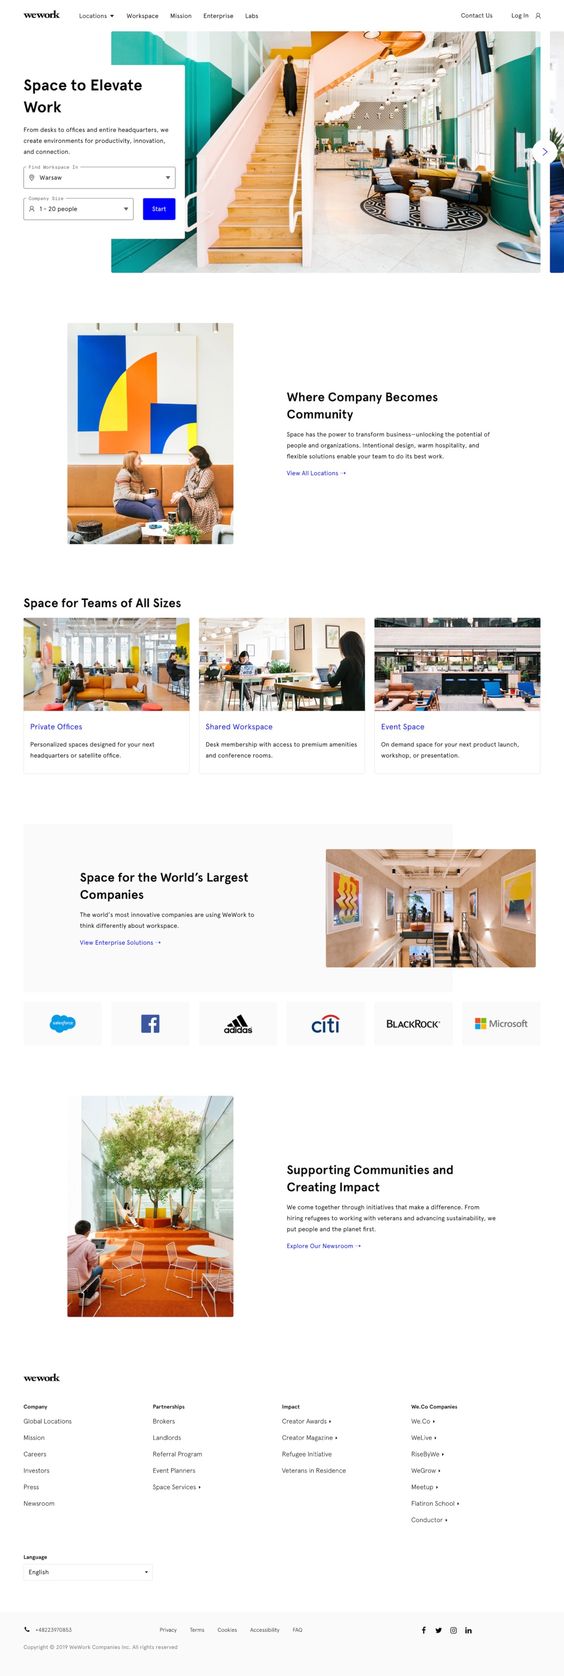 wework
Locations
Workspace
Mission
Enterprise
Labs
Contact Us
Log In
Space to Elevate
Work
From desks to offices and entire headquarters, we
create environments for productivity, innovation,
and connection.
Find Workspace In
Warsaw
Company Size
1 - 20 people
Start
EATE
Where Company Becomes
Community
Space has the power to transform business—unlocking the potential of
people and organizations. Intentional design, warm hospitality, and
flexible solutions enable your team to do its best work.
View All Locations
Space for Teams of All Sizes
Private Offices
Personalized spaces designed for your next
headquarters or satellite office.
Shared Workspace
Desk membership with access to premium amenities
and conference rooms.
Event Space
On demand space for your next product launch,
workshop, or presentation.
Space for the World's Largest
Companies
The world's most innovative companies are using WeWork to
think differently about workspace.
View Enterprise Solutions
salesforce
adidas
citi
BLACKROCK
Microsoft
Supporting Communities and
Creating Impact
We come together through initiatives that make a difference. From
hiring refugees to working with veterans and advancing sustainability, we
put people and the planet first.
Explore Our Newsroom
wework
Company
Global Locations
Mission
Careers
Investors
Press
Newsroom
Partnerships
Brokers
Landlords
Referral Program
Event Planners
Space Services
Impact
Creator Awards
Creator Magazine
Refugee Initiative
Veterans in Residence
We.Co Companies
We.Co
WeLive
RiseByWe
WeGrow
Meetup
Flatiron School
Conductor
Language
English
+48223970853
Privacy
Terms
Cookies
Accessibility
FAQ
Copyright © 2019 WeWork Companies Inc. All rights reserved